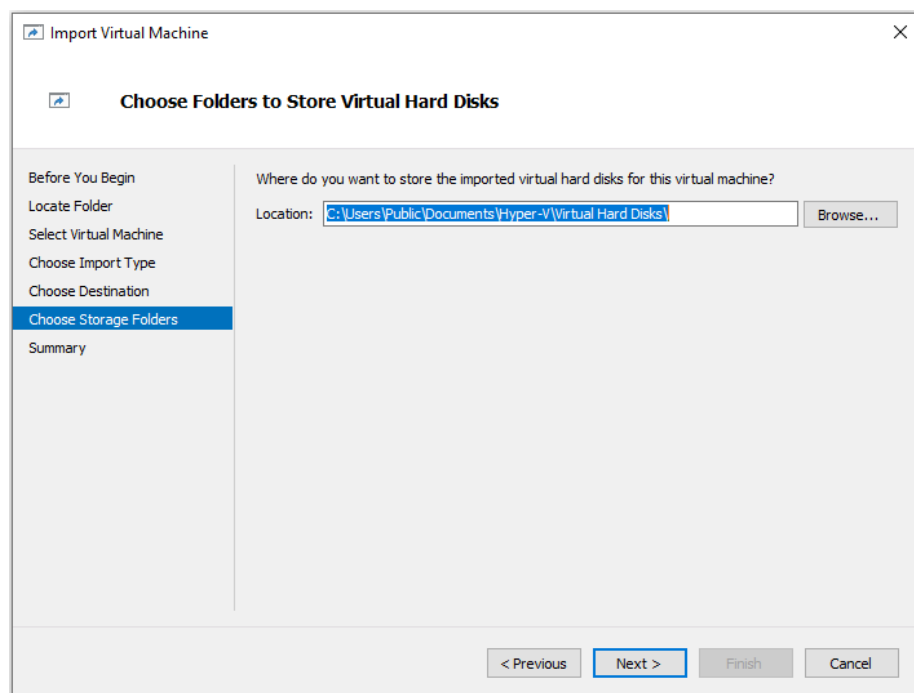 Import Virtual Machine
Choose Folders to Store Virtual Hard Disks
Before You Begin
Locate Folder
Select Virtual Machine
Choose Import Type
Choose Destination
Choose Storage Folders
Summary
Where do you want to store the imported virtual hard disks for this virtual machine?
Location: C:\Users\Public\Documents\Hyper-V\Virtual Hard Disks\ Browse...
< Previous Next > Finish Cancel